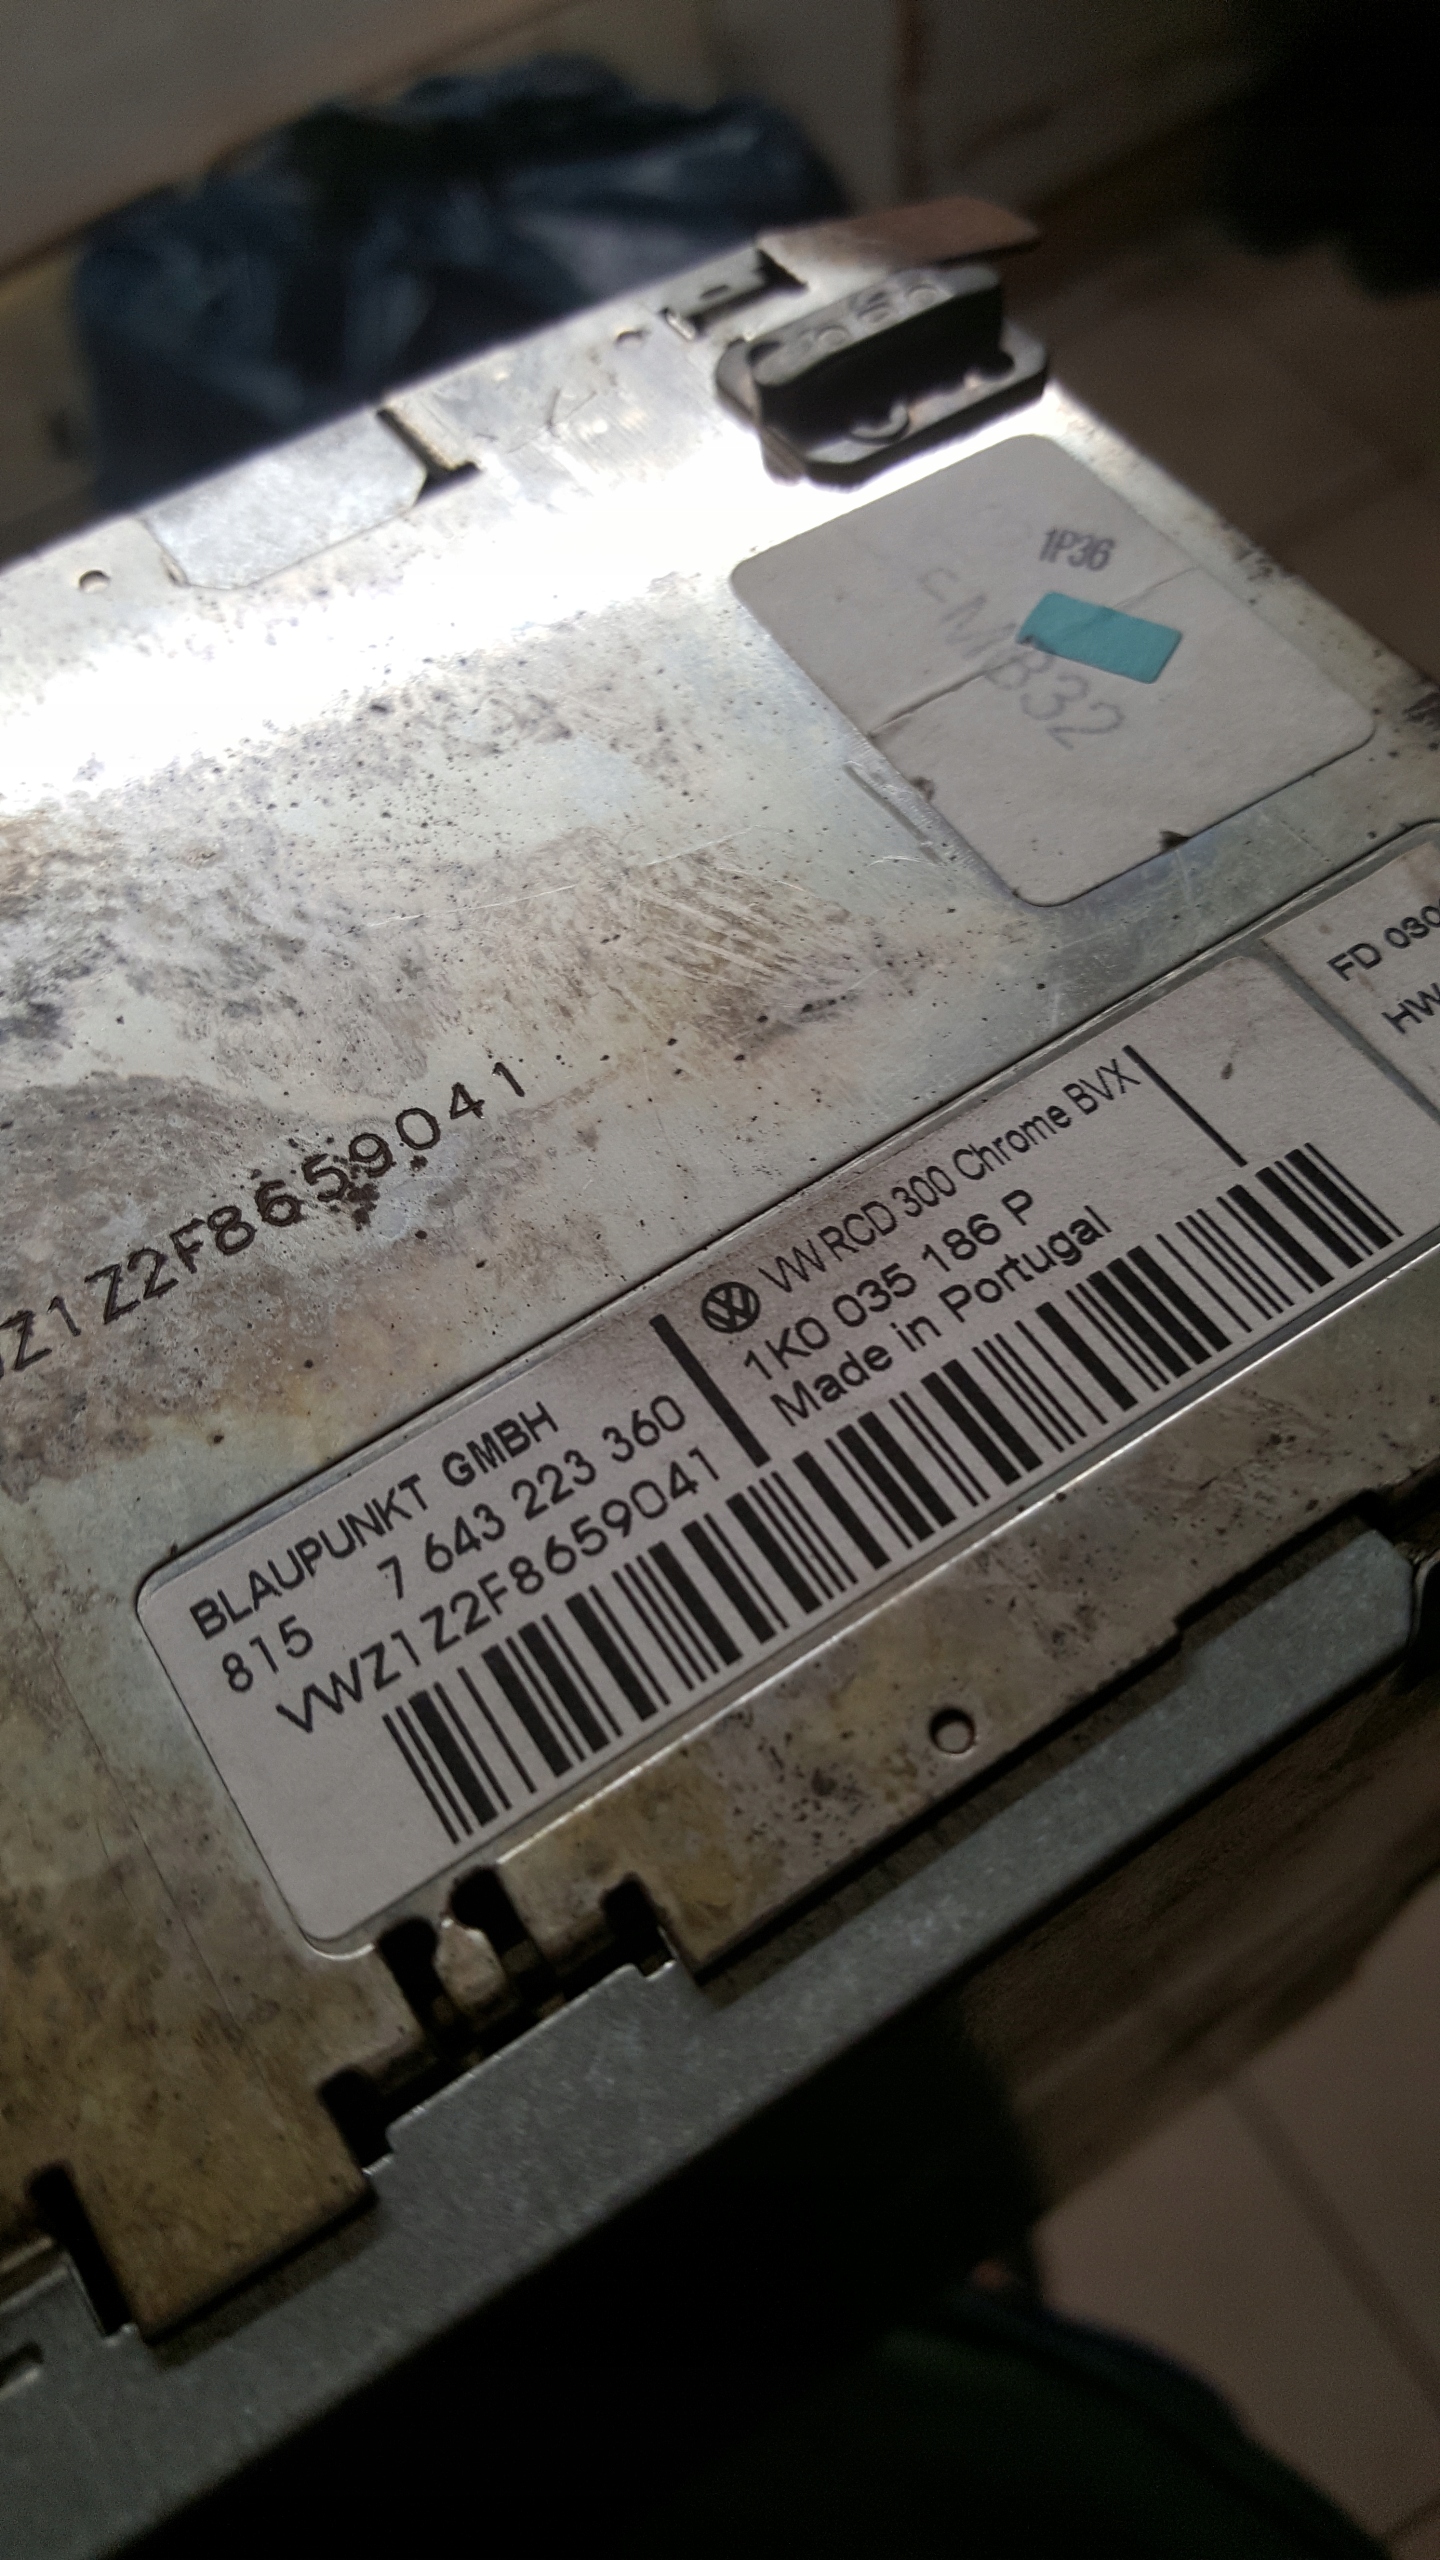 1P36
CMB32
FD 030
HW
Z1Z2F8659041
BLAUPUNKT GMBH
815 7 643 223 360
VWZ1Z2F8659041
VW RCD 300 Chrome BVX
1K0 035 186 P
Made in Portugal